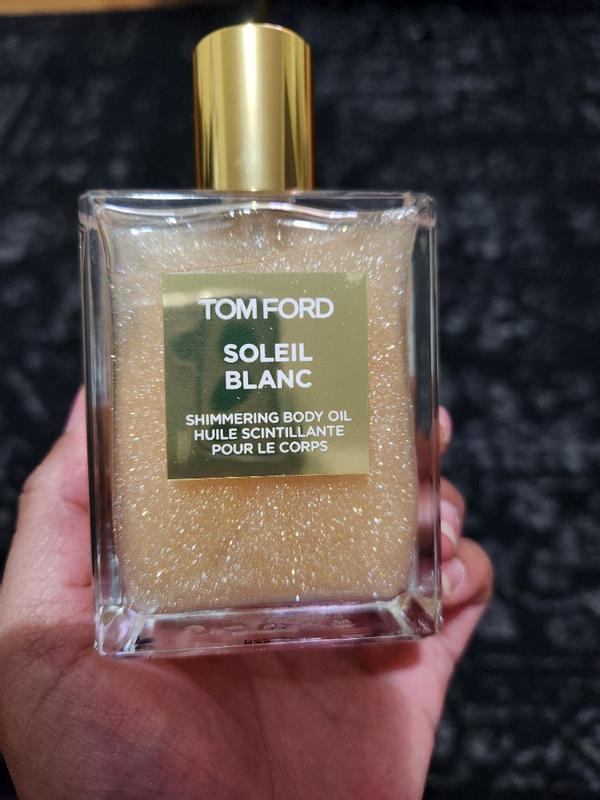 TOM FORD
SOLEIL
BLANC
SHIMMERING BODY OIL
HUILE SCINTILLANTE
POUR LE CORPS